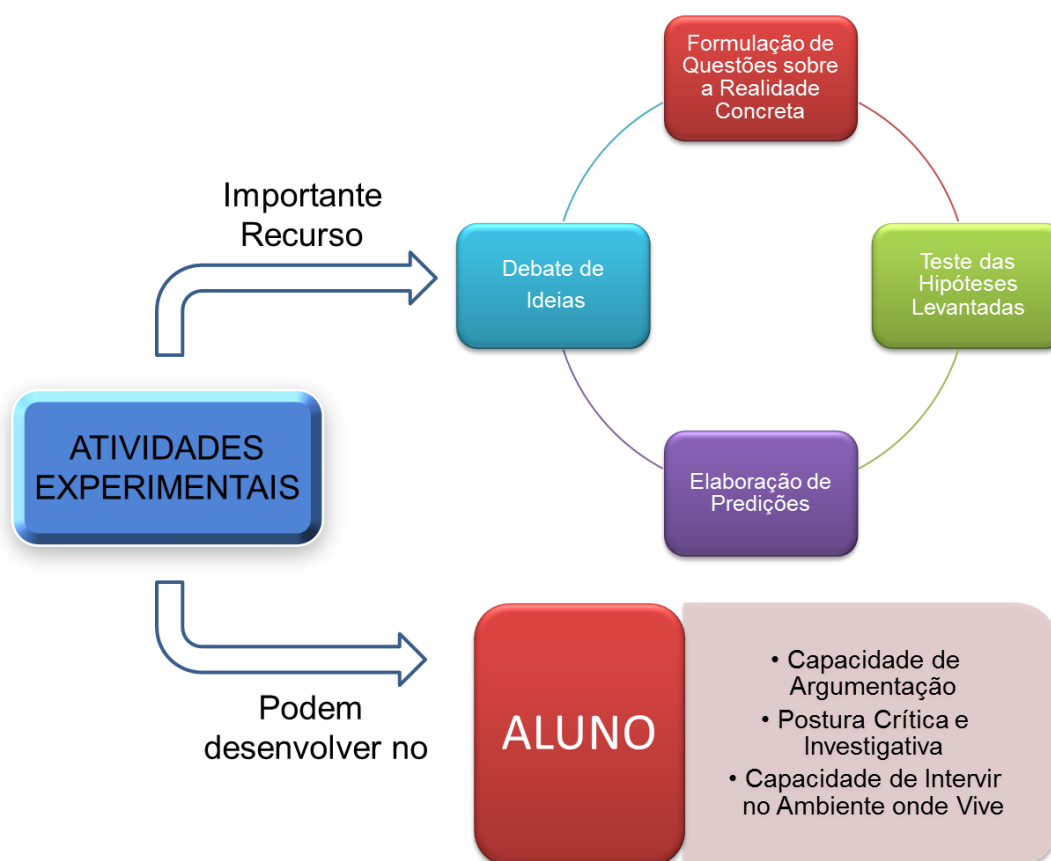 Formulação de
Questões sobre
a Realidade
Concreta
Importante
Recurso
Debate de
Ideias
Teste das
Hipóteses
Levantadas
ATIVIDADES
EXPERIMENTAIS
Elaboração de
Predições
Podem
desenvolver no
ALUNO
• Capacidade de
Argumentação
• Postura Crítica e
Investigativa
• Capacidade de Intervir
no Ambiente onde Vive